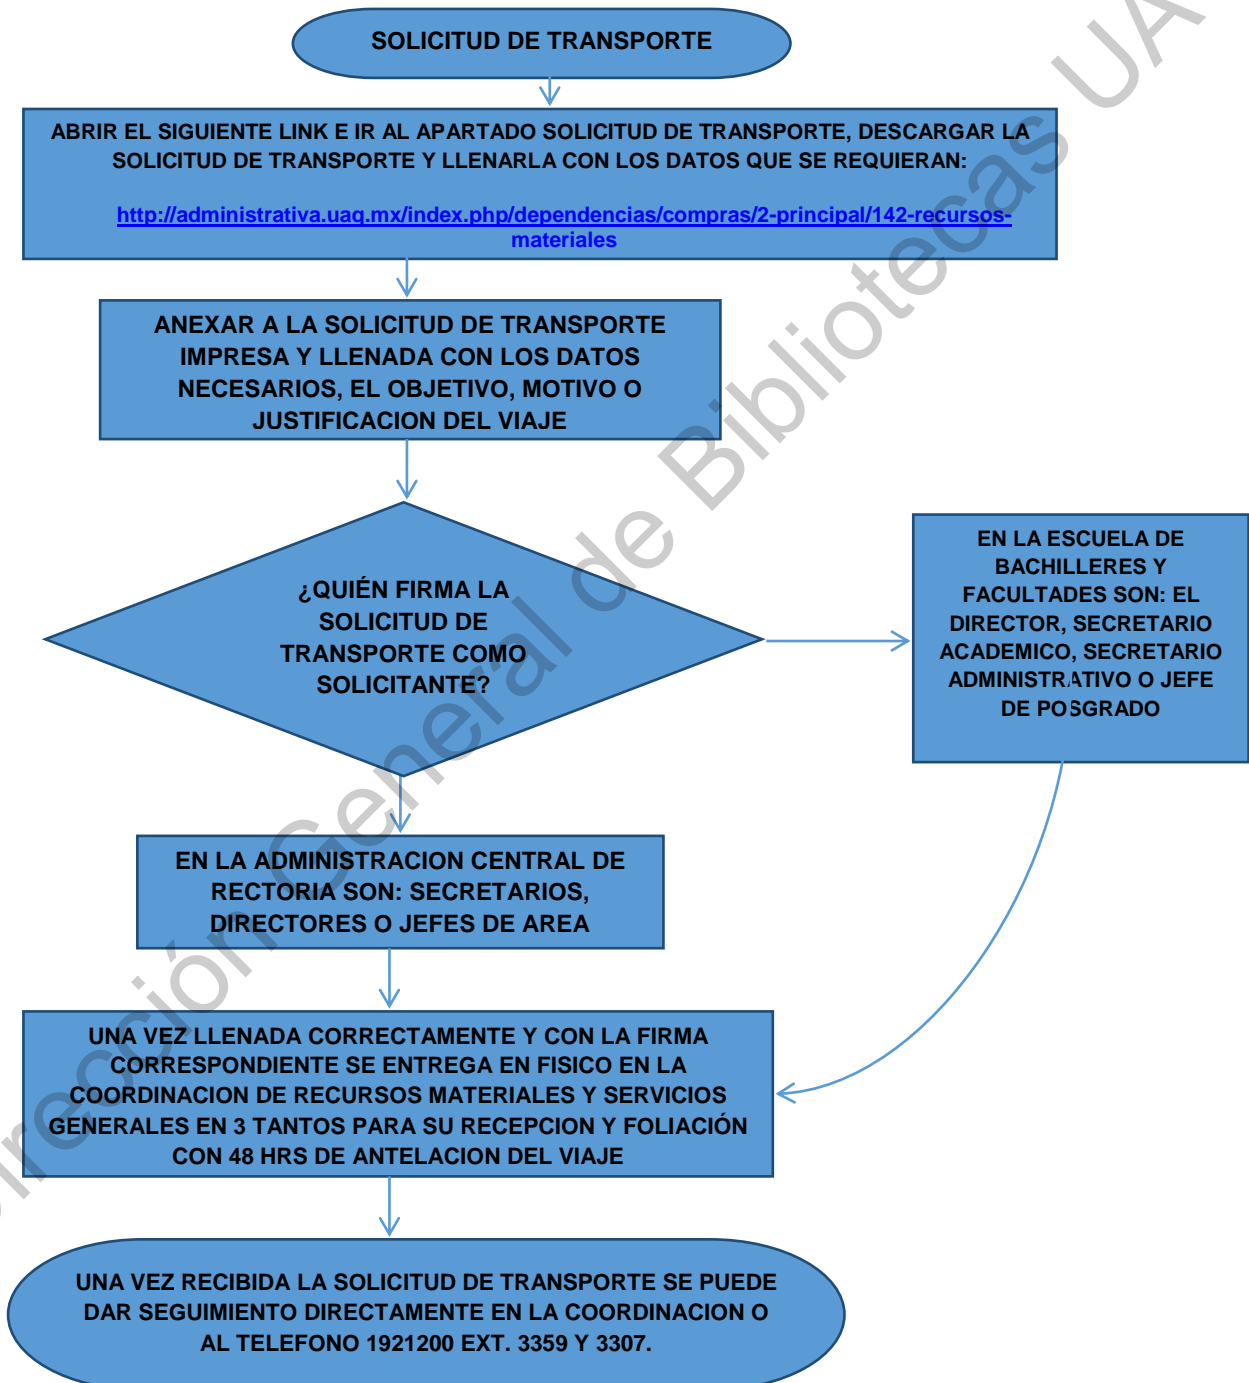 SOLICITUD DE TRANSPORTE
ABRIR EL SIGUIENTE LINK E IR AL APARTADO SOLICITUD DE TRANSPORTE, DESCARGAR LA
SOLICITUD DE TRANSPORTE Y LLENARLA CON LOS DATOS QUE SE REQUIERAN:
http://administrativa.uaq.mx/index.php/dependencias/compras/2-principal/142-recursos-
materiales
ANEXAR A LA SOLICITUD DE TRANSPORTE
IMPRESA Y LLENADA CON LOS DATOS
NECESARIOS, EL OBJETIVO, MOTIVO O
JUSTIFICACION DEL VIAJE
¿QUIÉN FIRMA LA
SOLICITUD DE
TRANSPORTE COMO
SOLICITANTE?
EN LA ESCUELA DE
BACHILLERES Y
FACULTADES SON: EL
DIRECTOR, SECRETARIO
ACADEMICO, SECRETARIO
ADMINISTRATIVO O JEFE
DE POSGRADO
EN LA ADMINISTRACION CENTRAL DE
RECTORIA SON: SECRETARIOS,
DIRECTORES O JEFES DE AREA
UNA VEZ LLENADA CORRECTAMENTE Y CON LA FIRMA
CORRESPONDIENTE SE ENTREGA EN FISICO EN LA
COORDINACION DE RECURSOS MATERIALES Y SERVICIOS
GENERALES EN 3 TANTOS PARA SU RECEPCION Y FOLIACIÓN
CON 48 HRS DE ANTELACION DEL VIAJE
UNA VEZ RECIBIDA LA SOLICITUD DE TRANSPORTE SE PUEDE
DAR SEGUIMIENTO DIRECTAMENTE EN LA COORDINACION O
AL TELEFONO 1921200 EXT. 3359 Y 3307.
irección General de Bibliotecas UA